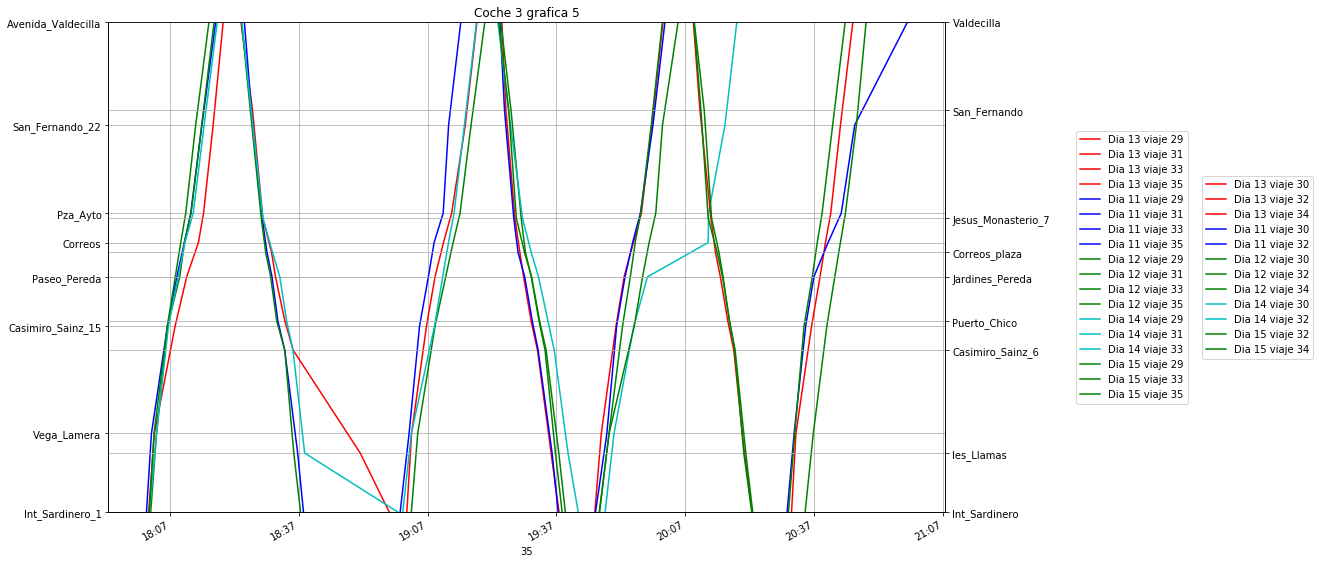 Coche 3 grafica 5
Avenida_Valdecilla
San_Fernando_22
Pza_Ayto
Correos
Paseo_Pereda
Casimiro_Sainz_15
Vega_Lamera
Int_Sardinero_1
Valdecilla
San_Fernando
Jesus_Monasterio_7
Correos_plaza
Jardines_Pereda
Puerto_Chico
Casimiro_Sainz_6
Ies_Llamas
Int_Sardinero
18:07
18:37
19:07
19:37
20:07
20:37
21:07
35
Dia 13 viaje 29
Dia 13 viaje 31
Dia 13 viaje 33
Dia 13 viaje 35
Dia 11 viaje 29
Dia 11 viaje 31
Dia 11 viaje 33
Dia 11 viaje 35
Dia 12 viaje 29
Dia 12 viaje 31
Dia 12 viaje 33
Dia 12 viaje 35
Dia 14 viaje 29
Dia 14 viaje 31
Dia 14 viaje 33
Dia 15 viaje 29
Dia 15 viaje 33
Dia 15 viaje 35
Dia 13 viaje 30
Dia 13 viaje 32
Dia 13 viaje 34
Dia 11 viaje 30
Dia 11 viaje 32
Dia 12 viaje 30
Dia 12 viaje 32
Dia 12 viaje 34
Dia 14 viaje 30
Dia 14 viaje 32
Dia 15 viaje 32
Dia 15 viaje 34